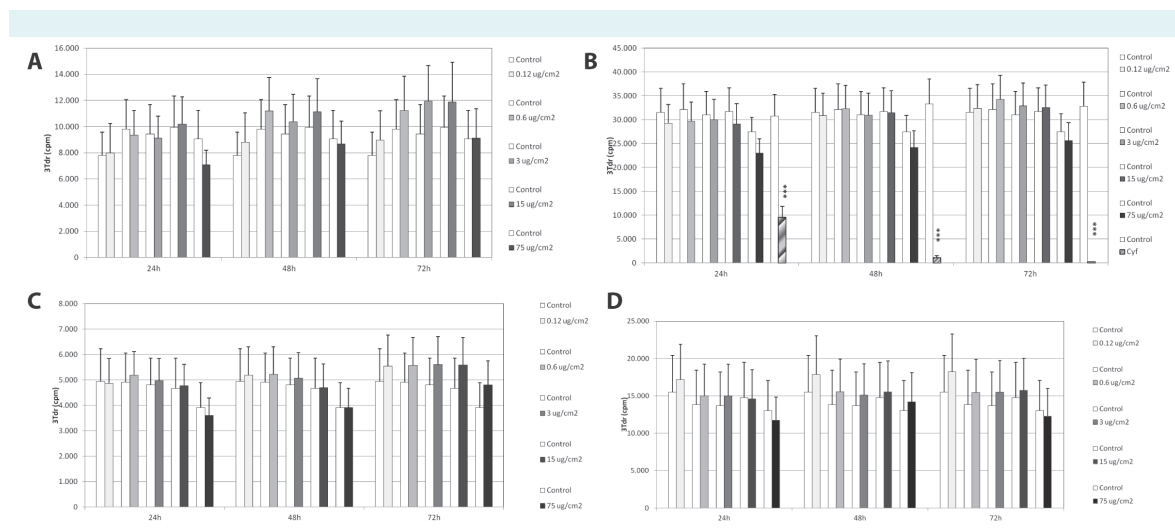 A
16.000
14.000
12.000
10.000
8.000
6.000
4.000
2.000
0
3Tdr (cpm)
24h
48h
72h
Control
0.12 ug/cm2
Control
0.6 ug/cm2
Control
3 ug/cm2
Control
15 ug/cm2
Control
75 ug/cm2
B
45.000
40.000
35.000
30.000
25.000
20.000
15.000
10.000
5.000
0
3Tdr (cpm)
***
***
***
24h
48h
72h
Control
0.12 ug/cm2
Control
0.6 ug/cm2
Control
3 ug/cm2
Control
15 ug/cm2
Control
75 ug/cm2
Control
Cyf
C
8.000
7.000
6.000
5.000
4.000
3.000
2.000
1.000
0.000
3Tdr (cpm)
24h
48h
72h
Control
0.12 ug/cm2
Control
0.6 ug/cm2
Control
3 ug/cm2
Control
15 ug/cm2
Control
75 ug/cm2
D
25.000
20.000
15.000
10.000
5.000
0
3Tdr (cpm)
24h
48h
72h
Control
0.12 ug/cm2
Control
0.6 ug/cm2
Control
3 ug/cm2
Control
15 ug/cm2
Control
75 ug/cm2